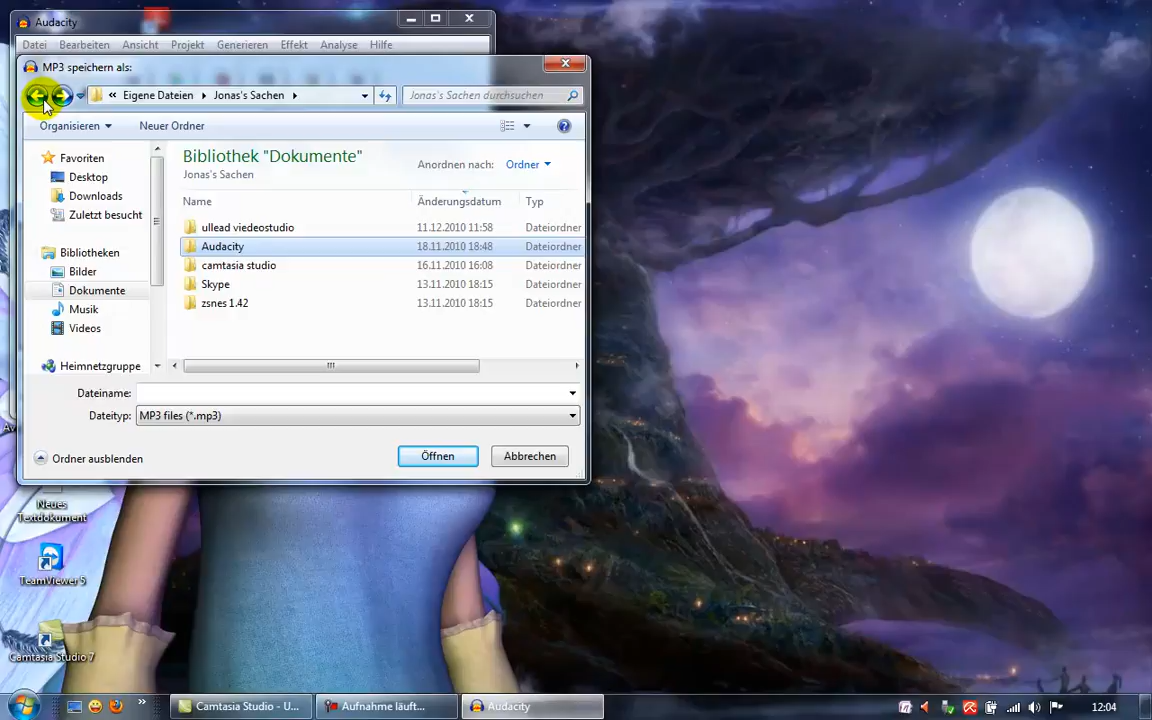 Audacity
Datei Bearbeiten Ansicht Projekt Generieren Effekt Analyse Hilfe
MP3 speichern als:
« Eigene Dateien Jonas's Sachen
Jonas's Sachen durchsuchen
Organisieren Neuer Ordner
Favoriten
Desktop
Downloads
Zuletzt besucht
Bibliotheken
Bilder
Dokumente
Musik
Videos
Heimnetzgruppe
Bibliothek "Dokumente"
Jonas's Sachen
Anordnen nach: Ordner
Name Änderungsdatum Typ
ullead viedeostudio 11.12.2010 11:58 Dateiordner
Audacity 18.11.2010 18:48 Dateiordner
camtasia studio 16.11.2010 16:08 Dateiordner
Skype 13.11.2010 18:15 Dateiordner
zsnes 1.42 13.11.2010 18:15 Dateiordner
Dateiname:
Dateityp: MP3 files (*.mp3)
Ordner ausblenden
Öffnen Abbrechen
Neues
Textdokument
TeamViewer 5
Camtasia Studio 7
Camtasia Studio - U...
Aufnahme läuft...
Audacity
12:04